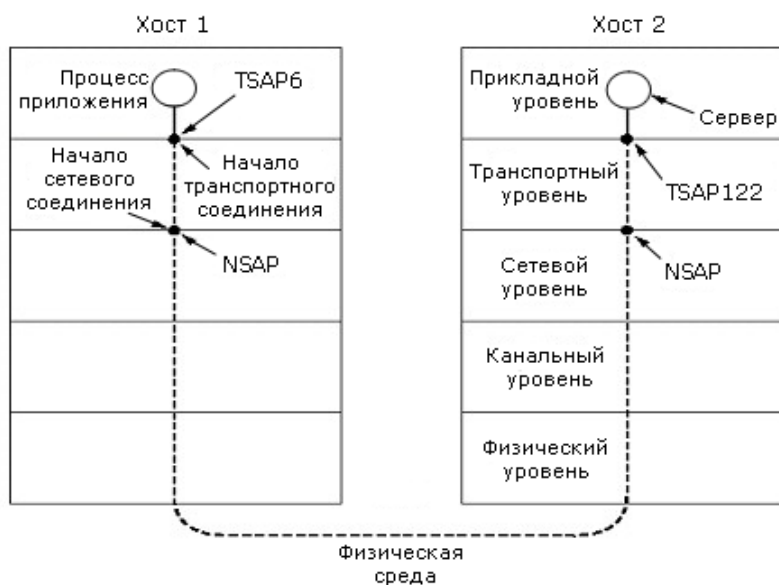 Хост 1
Хост 2
Процесс
приложения
TSAP6
Начало
сетевого
соединения
Начало
транспортного
соединения
NSAP
Прикладной
уровень
Сервер
Транспортный
уровень
TSAP122
Сетевой
уровень
NSAP
Канальный
уровень
Физический
уровень
Физическая
среда